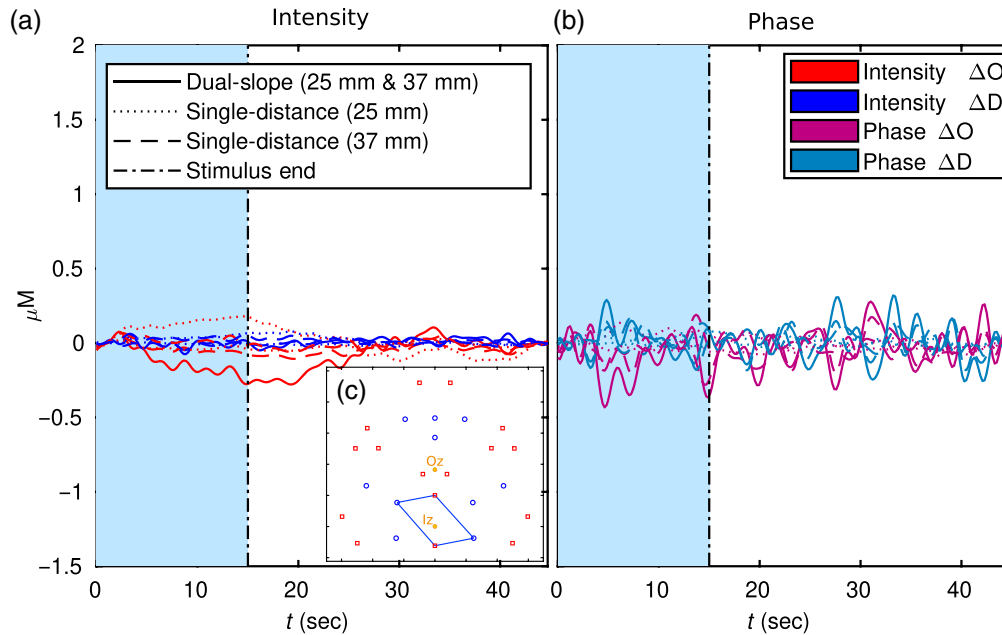 (a) Intensity
(b) Phase
2
1.5
1
0.5
0
−0.5
−1
−1.5
μM
Dual-slope (25 mm & 37 mm)
Single-distance (25 mm)
Single-distance (37 mm)
Stimulus end
Intensity ΔO
Intensity ΔD
Phase ΔO
Phase ΔD
(c)
Oz
Iz
0 10 20 30 40
t (sec)
0 10 20 30 40
t (sec)